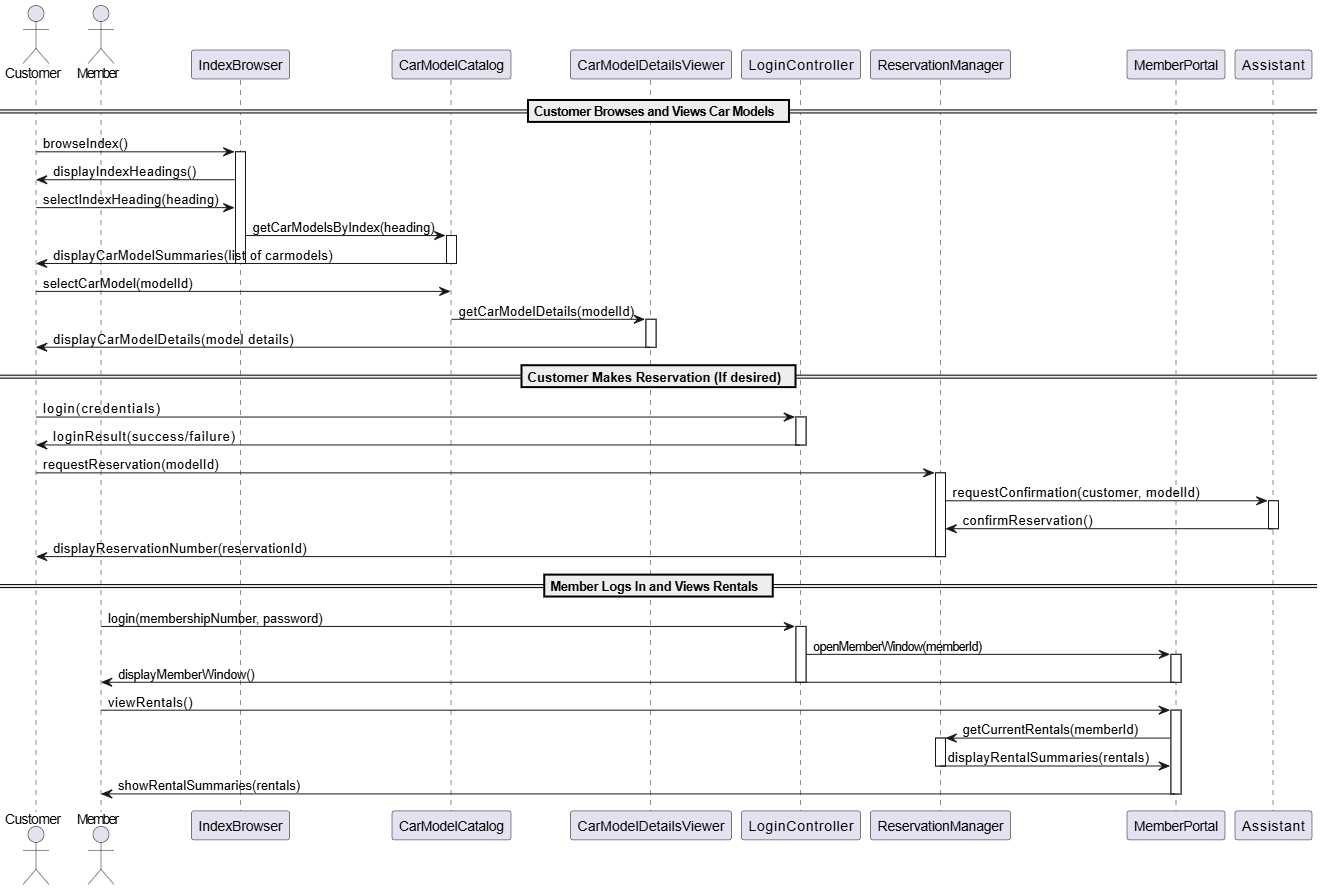 Customer
Member
IndexBrowser
CarModelCatalog
CarModelDetailsViewer
LoginController
ReservationManager
MemberPortal
Assistant
Customer Browses and Views Car Models
browseIndex()
displayIndexHeadings()
selectIndexHeading(heading)
getCarModelsByIndex(heading)
displayCarModelSummaries(list of carmodels)
selectCarModel(modelId)
getCarModelDetails(modelId)
displayCarModelDetails(model details)
Customer Makes Reservation (If desired)
login(credentials)
loginResult(success/failure)
requestReservation(modelId)
requestConfirmation(customer, modelId)
confirmReservation()
displayReservationNumber(reservationId)
Member Logs In and Views Rentals
login(membershipNumber, password)
openMemberWindow(memberId)
displayMemberWindow()
viewRentals()
getCurrentRentals(memberId)
displayRentalSummaries(rentals)
showRentalSummaries(rentals)
Customer
Member
IndexBrowser
CarModelCatalog
CarModelDetailsViewer
LoginController
ReservationManager
MemberPortal
Assistant